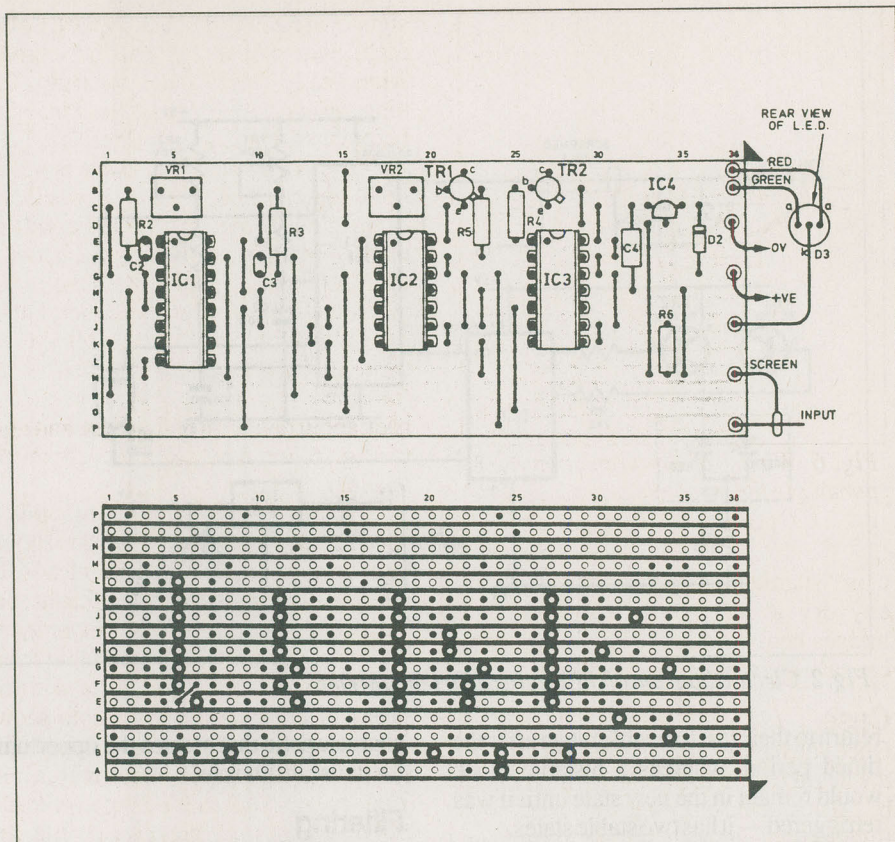 REAR VIEW
OF L.E.D.
1 5 10 15 20 25 30 35 38
A
B
C
D
E
F
G
H
I
J
K
L
M
N
O
VR1
VR2
TR1
TR2
IC4
b c e
b c e
R2
C2
IC1
C3
R3
IC2
R5
R4
IC3
C4
D2
R6
RED
GREEN
a a
k D3
0V
+VE
SCREEN
INPUT
1 5 10 15 20 25 30 35 38
P
O
N
M
L
K
J
I
H
G
F
E
D
C
B
A